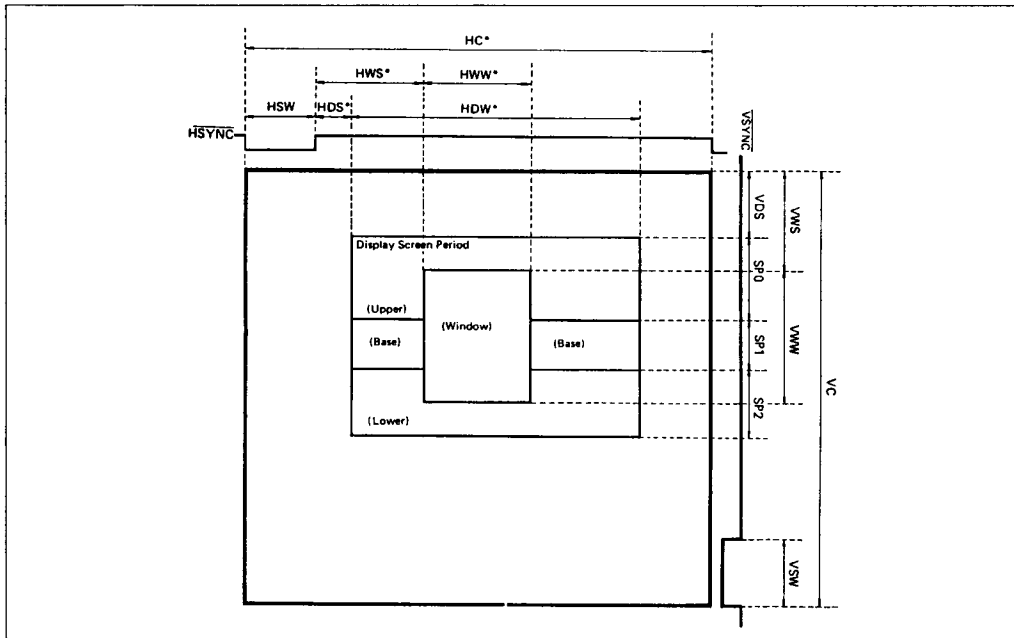 HC*
HWS* HWW*
HSW HDS* HDW*
HSYNC
VSYNC
VDS
VWS
Display Screen Period
SP0
(Upper)
(Window)
(Base)
(Base)
SP1
VWW
VC
(Lower)
SP2
VSW